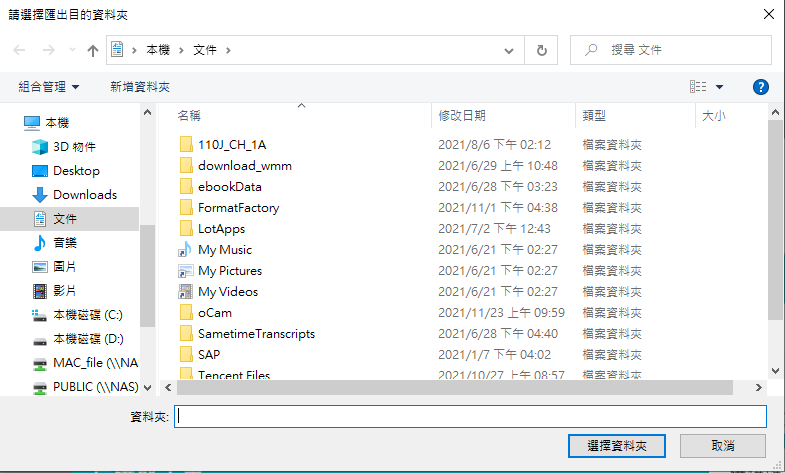 請選擇匯出目的資料夾
本機 > 文件 >
搜尋 文件
組合管理
新增資料夾
?
名稱 修改日期 類型 大小
本機
3D 物件
Desktop
Downloads
文件
音樂
圖片
影片
本機磁碟 (C:)
本機磁碟 (D:)
MAC_file (\\NA
PUBLIC (\\NAS)
110J_CH_1A 2021/8/6 下午 02:12 檔案資料夾
download_wmm 2021/6/29 上午 10:48 檔案資料夾
ebookData 2021/6/28 下午 03:23 檔案資料夾
FormatFactory 2021/11/1 下午 04:38 檔案資料夾
LotApps 2021/7/2 下午 12:43 檔案資料夾
My Music 2021/6/21 下午 02:27 檔案資料夾
My Pictures 2021/6/21 下午 02:27 檔案資料夾
My Videos 2021/6/21 下午 02:27 檔案資料夾
oCam 2021/11/23 上午 09:59 檔案資料夾
SametimeTranscripts 2021/6/28 下午 04:40 檔案資料夾
SAP 2021/1/7 下午 04:02 檔案資料夾
Tencent Files 2021/10/27 上午 08:57 檔案資料夾
資料夾:
選擇資料夾
取消